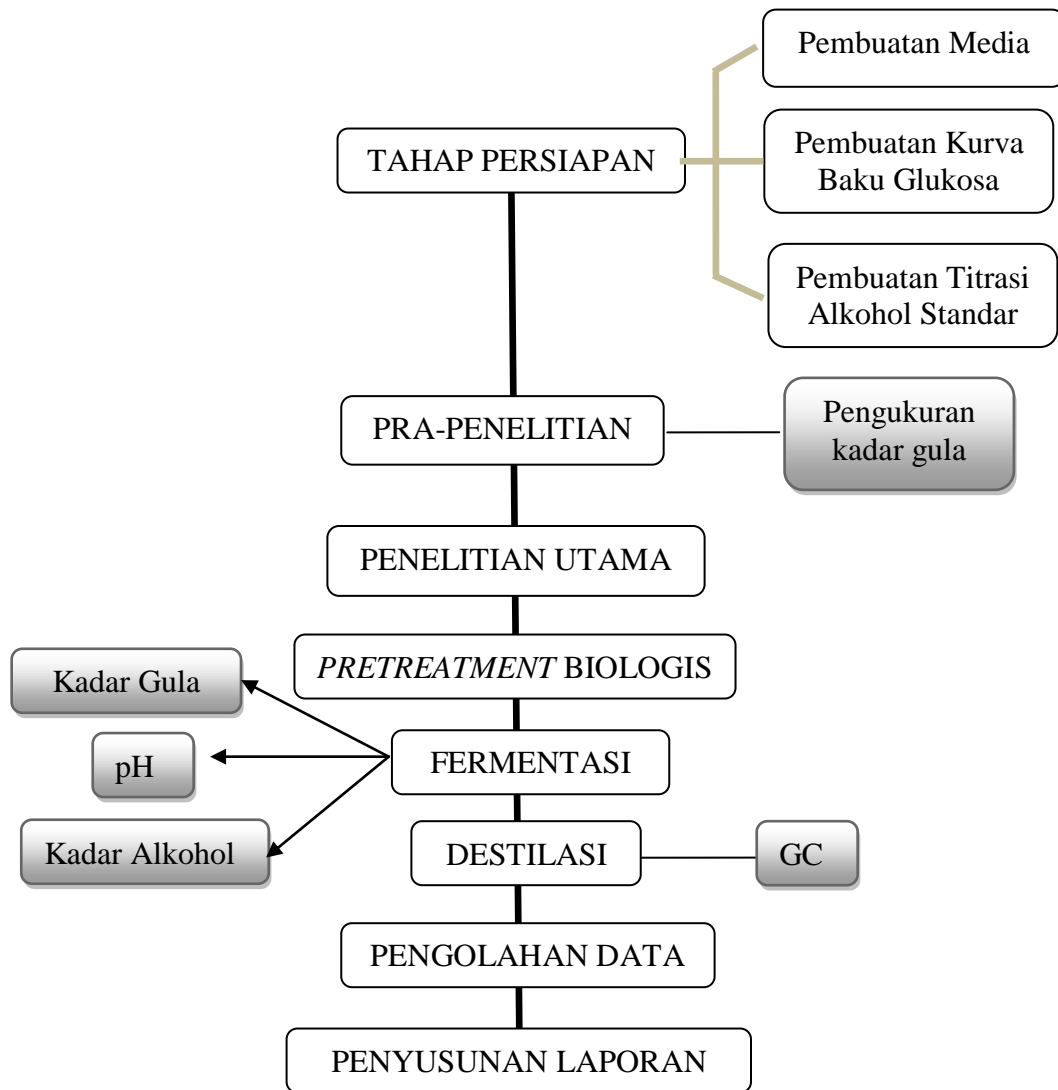 Pembuatan Media
TAHAP PERSIAPAN
Pembuatan Kurva
Baku Glukosa
Pembuatan Titrasi
Alkohol Standar
PRA-PENELITIAN
Pengukuran
kadar gula
PENELITIAN UTAMA
PRETREATMENT BIOLOGIS
Kadar Gula
pH
Kadar Alkohol
FERMENTASI
DESTILASI
GC
PENGOLAHAN DATA
PENYUSUNAN LAPORAN